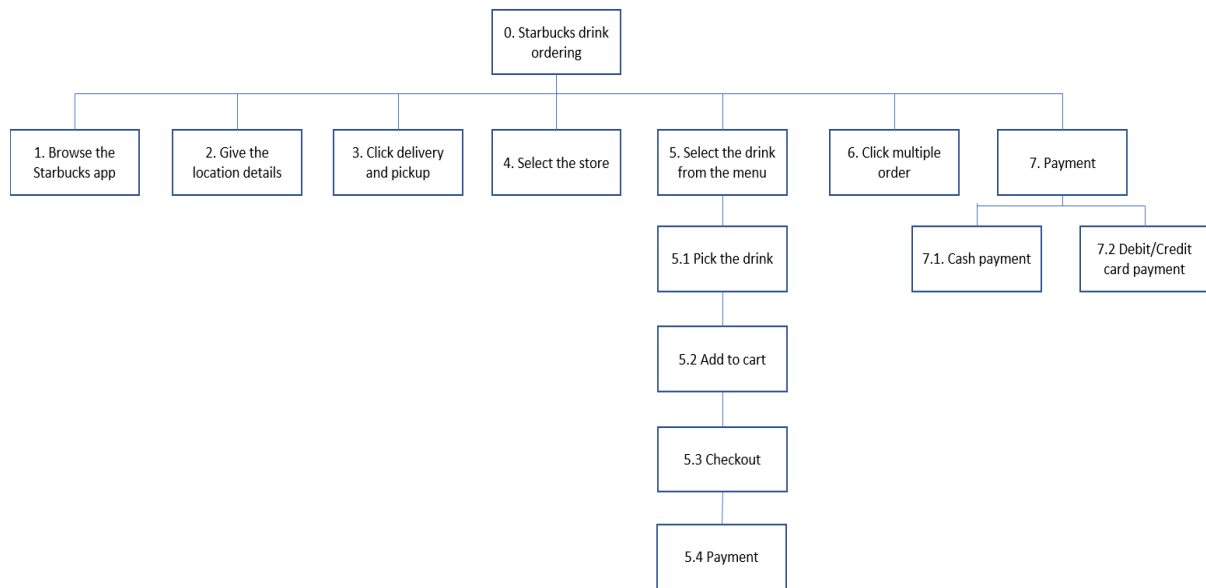 0. Starbucks drink
ordering
1. Browse the
Starbucks app
2. Give the
location details
3. Click delivery
and pickup
4. Select the store
5. Select the drink
from the menu
6. Click multiple
order
7. Payment
5.1 Pick the drink
7.1. Cash payment
7.2 Debit/Credit
card payment
5.2 Add to cart
5.3 Checkout
5.4 Payment